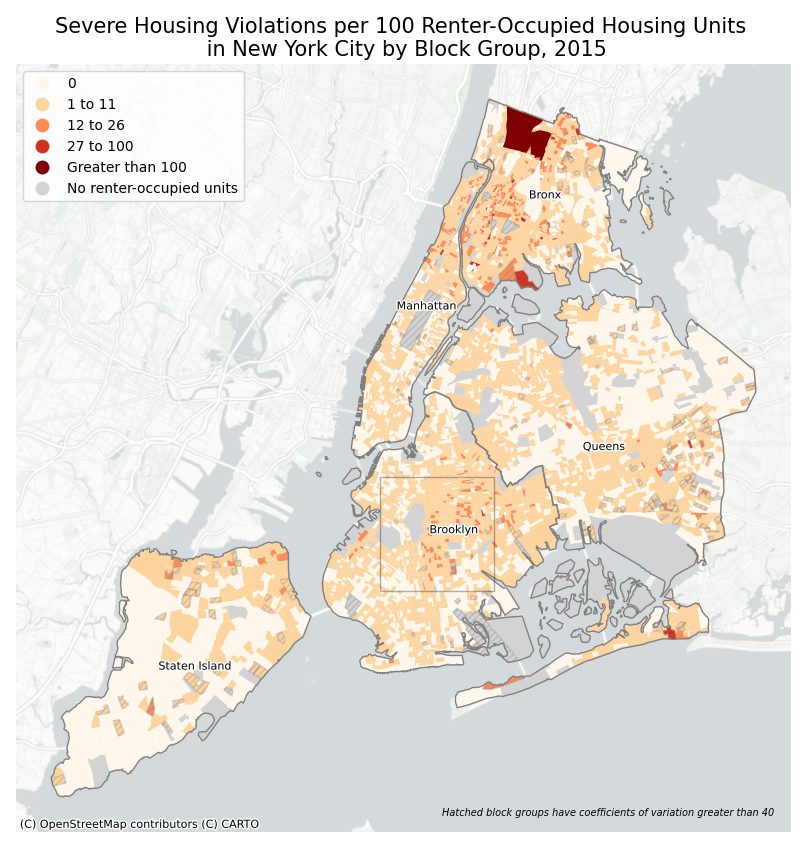 Severe Housing Violations per 100 Renter-Occupied Housing Units
in New York City by Block Group, 2015
0
1 to 11
12 to 26
27 to 100
Greater than 100
No renter-occupied units
Bronx
Manhattan
Queens
Brooklyn
Staten Island
Hatched block groups have coefficients of variation greater than 40
(C) OpenStreetMap contributors (C) CARTO